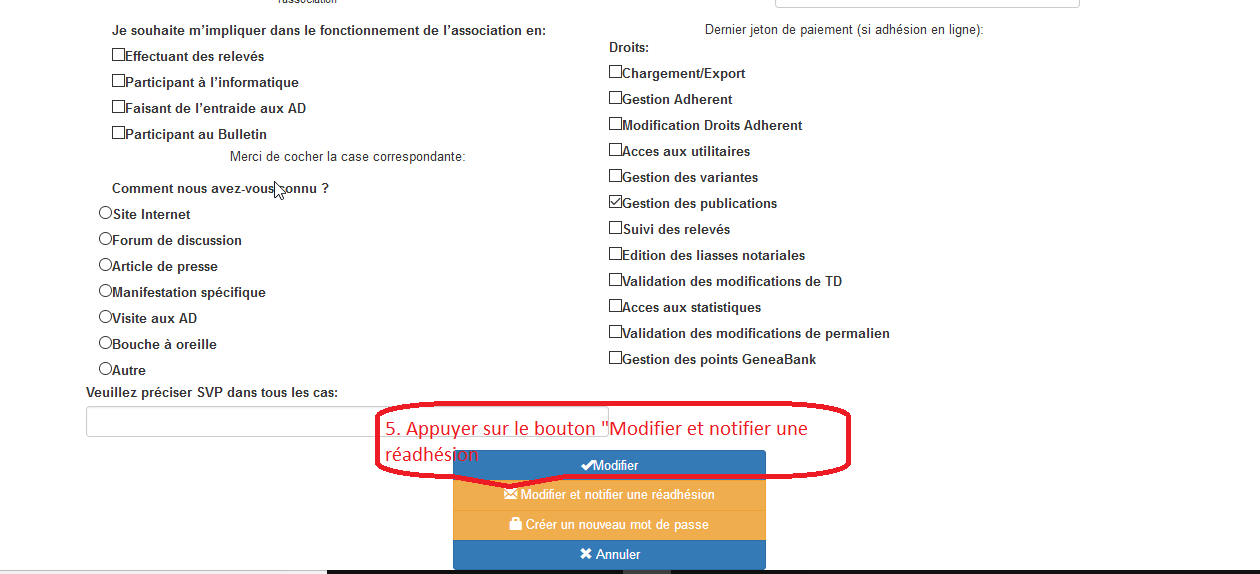 l'association
Je souhaite m’impliquer dans le fonctionnement de l’association en:
Effectuant des relevés
Participant à l’informatique
Faisant de l’entraide aux AD
Participant au Bulletin
Merci de cocher la case correspondante:
Comment nous avez-vous connu ?
Site Internet
Forum de discussion
Article de presse
Manifestation spécifique
Visite aux AD
Bouche à oreille
Autre
Veuillez préciser SVP dans tous les cas:
Dernier jeton de paiement (si adhésion en ligne):
Droits:
Chargement/Export
Gestion Adherent
Modification Droits Adherent
Acces aux utilitaires
Gestion des variantes
Gestion des publications
Suivi des relevés
Edition des liasses notariales
Validation des modifications de TD
Acces aux statistiques
Validation des modifications de permalien
Gestion des points GeneaBank
5. Appuyer sur le bouton "Modifier et notifier une
réadhésion
Modifier
Modifier et notifier une réadhésion
Créer un nouveau mot de passe
Annuler